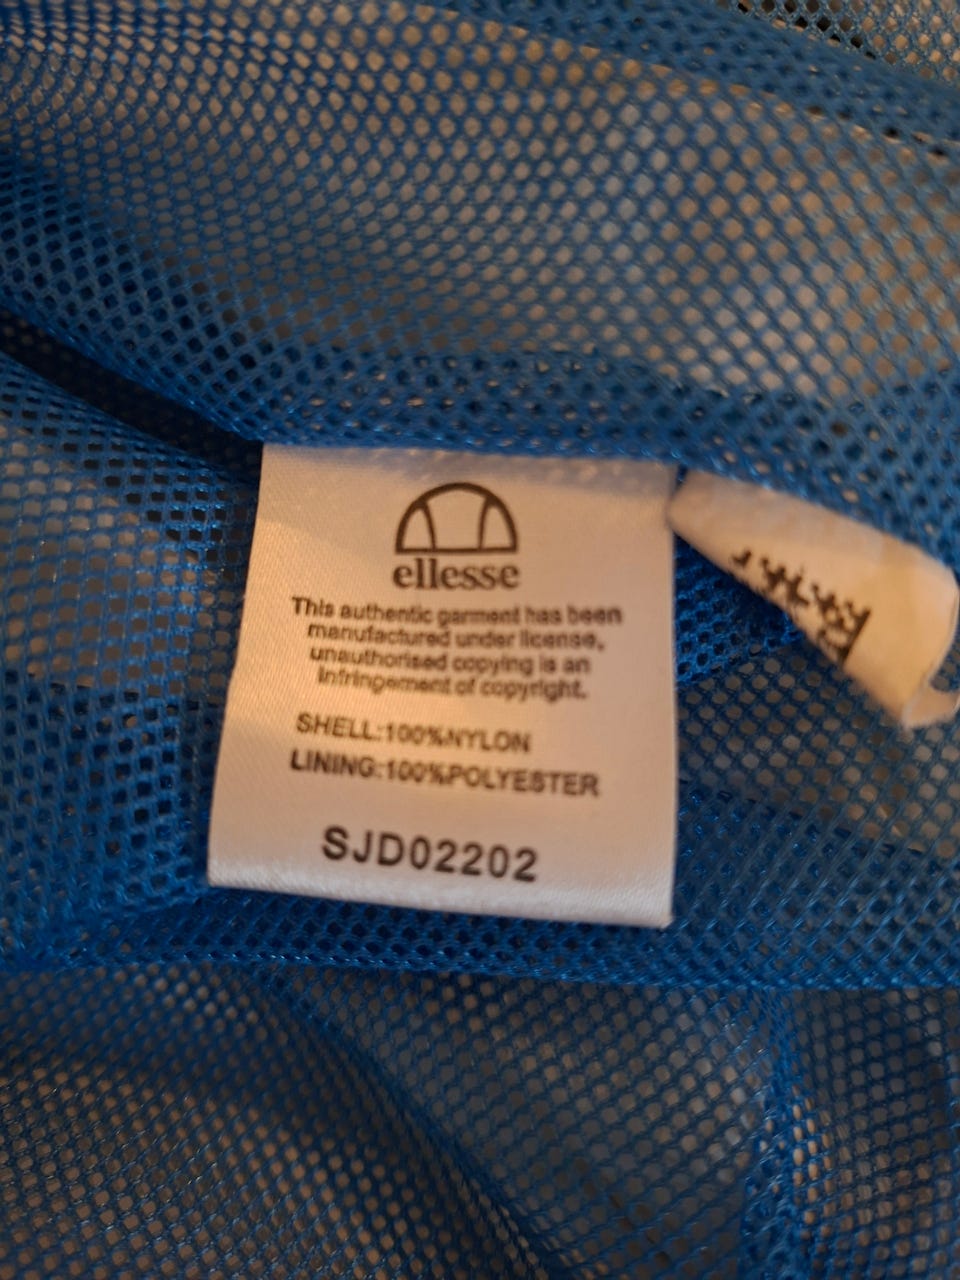 ellesse
This authentic garment has been
manufactured under license,
unauthorised copying is an
infringement of copyright.
SHELL:100%NYLON
LINING:100%POLYESTER
SJD02202